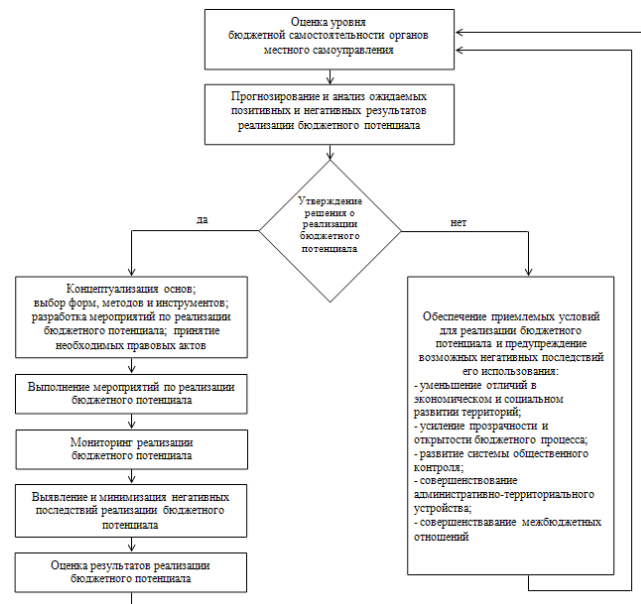 Оценка уровня
бюджетной самостоятельности органов
местного самоуправления
Прогнозирование и анализ ожидаемых
позитивных и негативных результатов
реализации бюджетного потенциала
Утверждение
решения о
реализации
бюджетного
потенциала
да
нет
Концептуализация основ;
выбор форм, методов и инструментов;
разработка мероприятий по реализации
бюджетного потенциала; принятие
необходимых правовых актов
Выполнение мероприятий по реализации
бюджетного потенциала
Мониторинг реализации
бюджетного потенциала
Выявление и минимизация негативных
последствий реализации бюджетного
потенциала
Оценка результатов реализации
бюджетного потенциала
Обеспечение приемлемых условий
для реализации бюджетного
потенциала и предупреждение
возможных негативных последствий
его использования:
- уменьшение отличий в
экономическом и социальном
развитии территорий;
- усиление прозрачности и
открытости бюджетного процесса;
- развитие системы общественного
контроля;
- совершенствование
административно-территориального
устройства;
- совершенставание межбюджетных
отношений